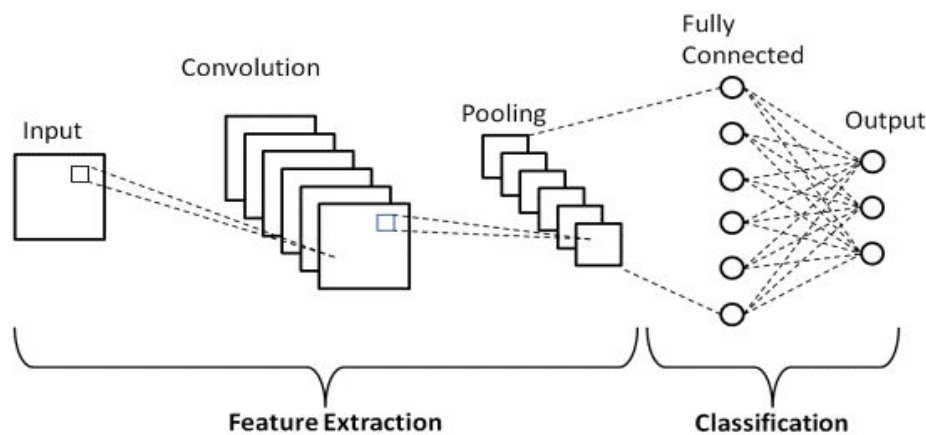 Input
Convolution
Pooling
Fully
Connected
Output
Feature Extraction
Classification